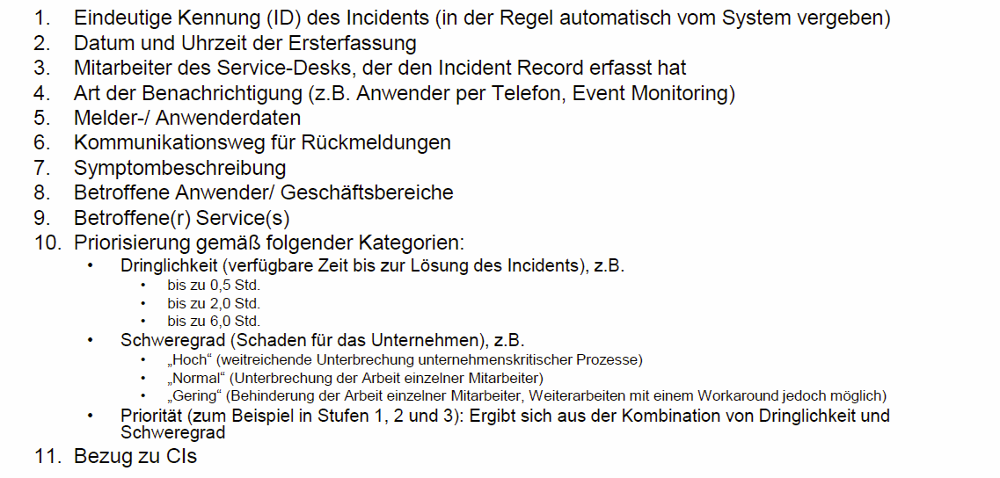 1. Eindeutige Kennung (ID) des Incidents (in der Regel automatisch vom System vergeben)
2. Datum und Uhrzeit der Ersterfassung
3. Mitarbeiter des Service-Desks, der den Incident Record erfasst hat
4. Art der Benachrichtigung (z.B. Anwender per Telefon, Event Monitoring)
5. Melder-/ Anwenderdaten
6. Kommunikationsweg für Rückmeldungen
7. Symptombeschreibung
8. Betroffene Anwender/ Geschäftsbereiche
9. Betroffene(r) Service(s)
10. Priorisierung gemäß folgender Kategorien:
• Dringlichkeit (verfügbare Zeit bis zur Lösung des Incidents), z.B.
• bis zu 0,5 Std.
• bis zu 2,0 Std.
• bis zu 6,0 Std.
• Schweregrad (Schaden für das Unternehmen), z.B.
• „Hoch“ (weitreichende Unterbrechung unternehmenskritischer Prozesse)
• „Normal“ (Unterbrechung der Arbeit einzelner Mitarbeiter)
• „Gering“ (Behinderung der Arbeit einzelner Mitarbeiter, Weiterarbeiten mit einem Workaround jedoch möglich)
• Priorität (zum Beispiel in Stufen 1, 2 und 3): Ergibt sich aus der Kombination von Dringlichkeit und
Schweregrad
11. Bezug zu CIs